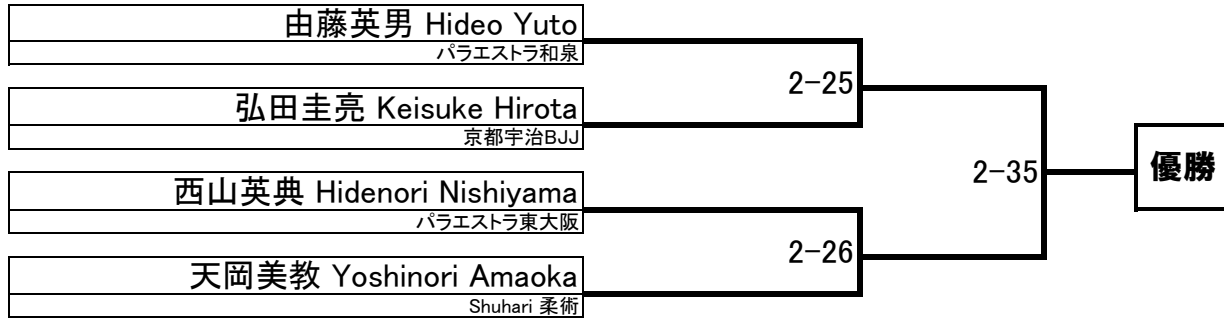 由藤英男 Hideo Yuto
パラエストラ和泉
2-25
弘田圭亮 Keisuke Hirota
京都宇治BJJ
2-35
優勝
西山英典 Hidenori Nishiyama
パラエストラ東大阪
2-26
天岡美教 Yoshinori Amaoka
Shuhari 柔術